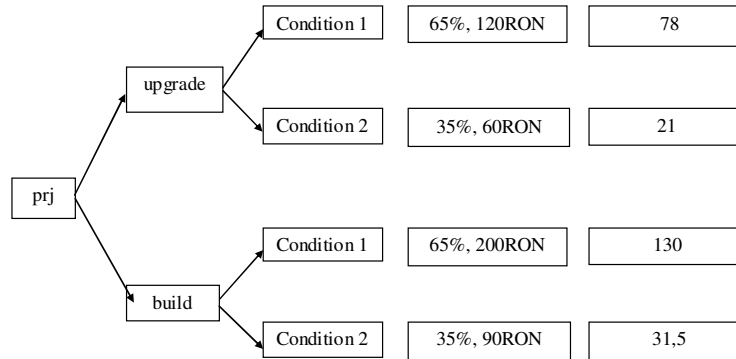 Condition 1 65%, 120RON 78
upgrade
Condition 2 35%, 60RON 21
prj
Condition 1 65%, 200RON 130
build
Condition 2 35%, 90RON 31,5